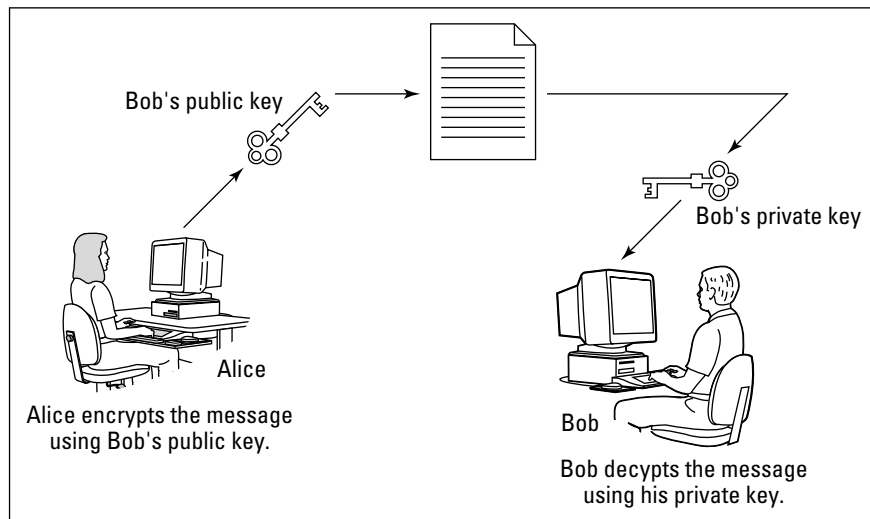 Bob's public key
Bob's private key
Alice
Alice encrypts the message
using Bob's public key.
Bob
Bob decypts the message
using his private key.